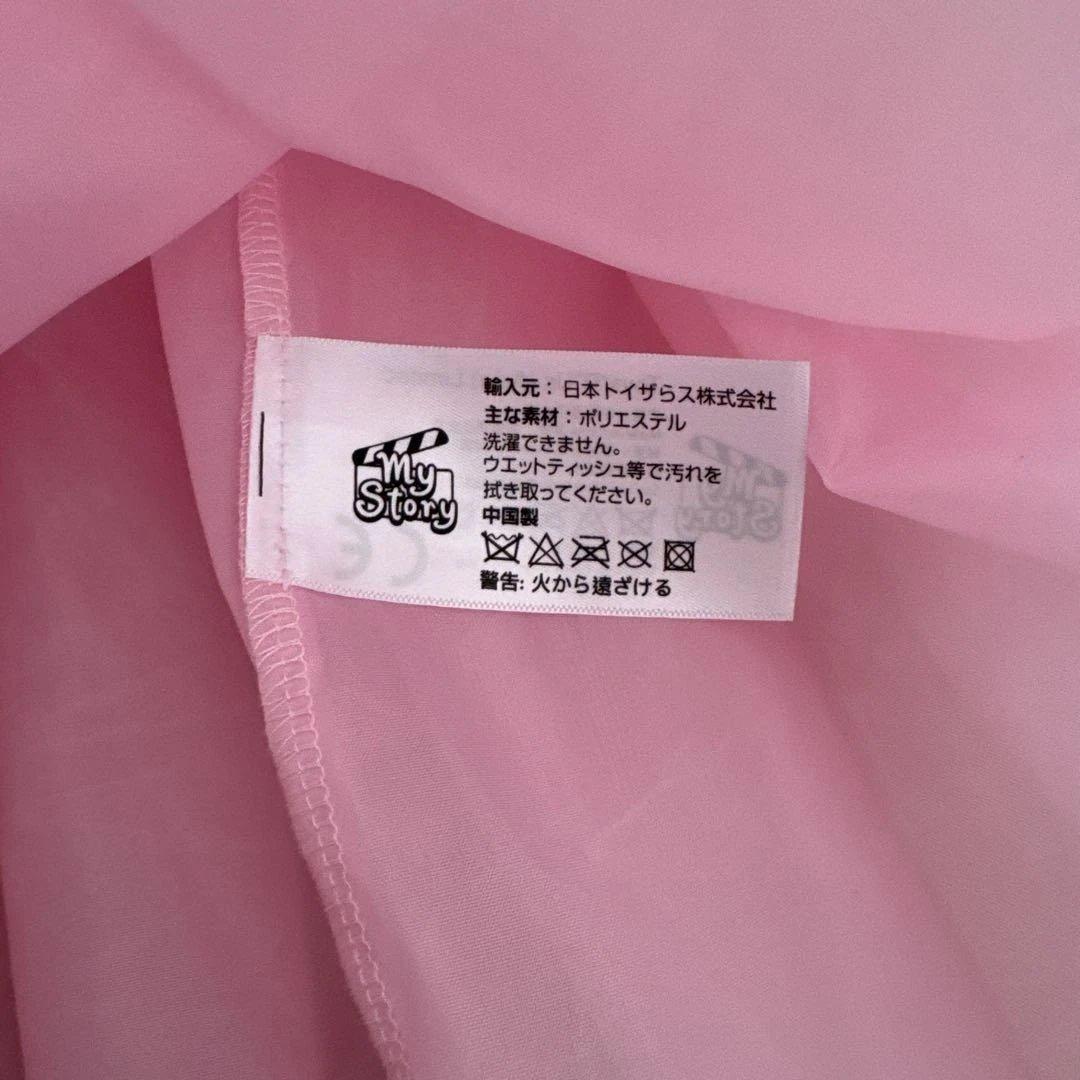 My
Story
輸入元：日本トイザらス株式会社
主な素材：ポリエステル
洗濯できません。
ウエットティッシュ等で汚れを
拭き取ってください。
中国製
警告: 火から遠ざける